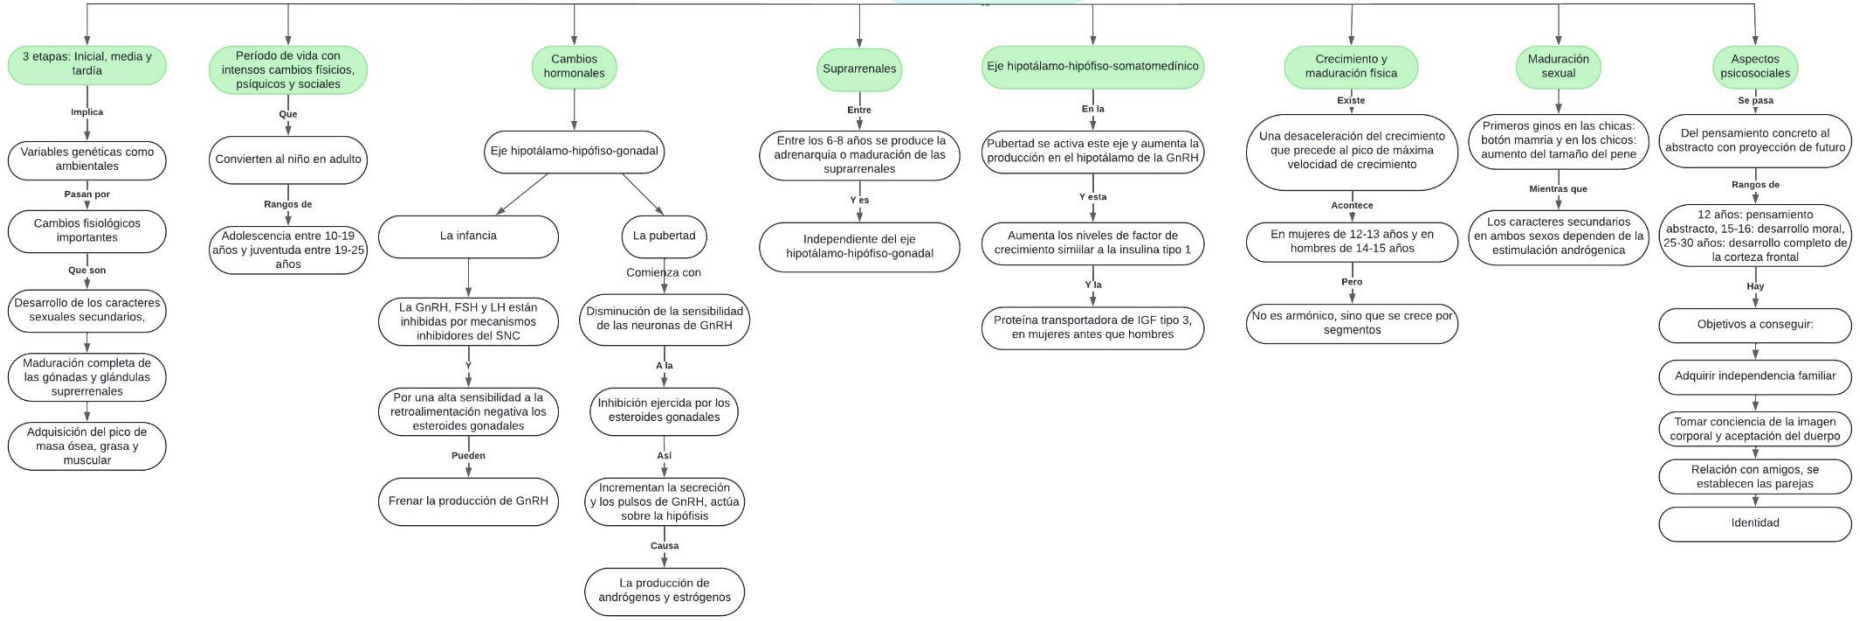 3 etapas: Inicial, media y
tardía
Implica
Variables genéticas como
ambientales
Pasan por
Cambios fisiológicos
importantes
Que son
Desarrollo de los caracteres
sexuales secundarios,
Maduración completa de
las gónadas y glándulas
suprerrenales
Adquisición del pico de
masa ósea, grasa y
muscular
Período de vida con
intensos cambios físicios,
psíquicos y sociales
Que
Convierten al niño en adulto
Rangos de
Adolescencia entre 10-19
años y juventuda entre 19-25
años
Cambios
hormonales
Eje hipotálamo-hipófiso-gonadal
La infancia
La GnRH, FSH y LH están
inhibidas por mecanismos
inhibidores del SNC
Y
Por una alta sensibilidad a la
retroalimentación negativa los
esteroides gonadales
Pueden
Frenar la producción de GnRH
La pubertad
Comienza con
Disminución de la sensibilidad
de las neuronas de GnRH
A la
Inhibición ejercida por los
esteroides gonadales
Así
Incrementan la secreción
y los pulsos de GnRH, actúa
sobre la hipófisis
Causa
La producción de
andrógenos y estrógenos
Suprarrenales
Entre
Entre los 6-8 años se produce la
adrenarquia o maduración de las
suprarrenales
Y es
Independiente del eje
hipotálamo-hipófiso-gonadal
Eje hipotálamo-hipófiso-somatomedínico
En la
Pubertad se activa este eje y aumenta la
producción en el hipotálamo de la GnRH
Y esta
Aumenta los niveles de factor de
crecimiento simiilar a la insulina tipo 1
Y la
Proteína transportadora de IGF tipo 3,
en mujeres antes que hombres
Crecimiento y
maduración física
Existe
Una desaceleración del crecimiento
que precede al pico de máxima
velocidad de crecimiento
Acontece
En mujeres de 12-13 años y en
hombres de 14-15 años
Pero
No es armónico, sino que se crece por
segmentos
Maduración
sexual
Primeros ginos en las chicas:
botón mamria y en los chicos:
aumento del tamaño del pene
Mientras que
Los caracteres secundarios
en ambos sexos dependen de la
estimulación andrógenica
Aspectos
psicosociales
Se pasa
Del pensamiento concreto al
abstracto con proyección de futuro
Rangos de
12 años: pensamiento
abstracto, 15-16: desarrollo moral,
25-30 años: desarrollo completo de
la corteza frontal
Hay
Objetivos a conseguir:
Adquirir independencia familiar
Tomar conciencia de la imagen
corporal y aceptación del duerpo
Relación con amigos, se
establecen las parejas
Identidad